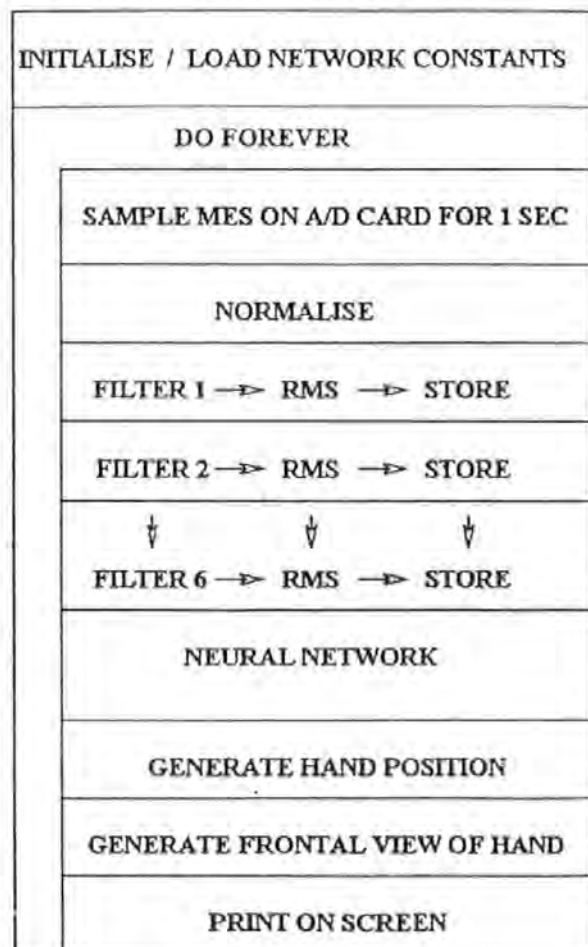 INITIALISE / LOAD NETWORK CONSTANTS
DO FOREVER
SAMPLE MES ON A/D CARD FOR 1 SEC
NORMALISE
FILTER 1 RMS STORE
FILTER 2 RMS STORE
FILTER 6 RMS STORE
NEURAL NETWORK
GENERATE HAND POSITION
GENERATE FRONTAL VIEW OF HAND
PRINT ON SCREEN